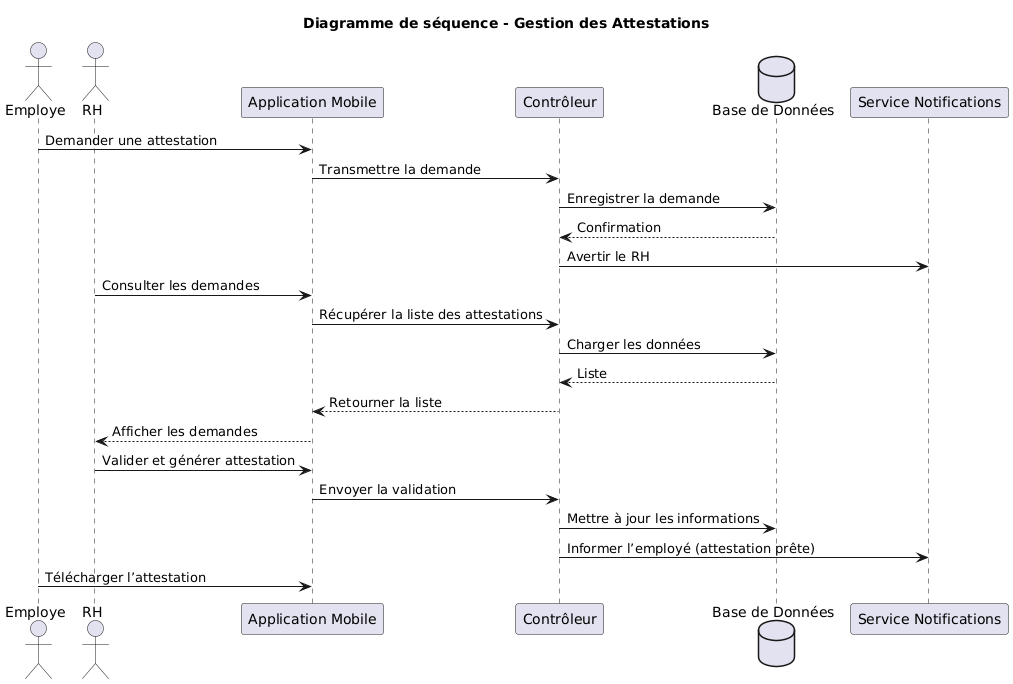 Diagramme de séquence - Gestion des Attestations
Employe
RH
Application Mobile
Contrôleur
Base de Données
Service Notifications
Demander une attestation
Transmettre la demande
Enregistrer la demande
Confirmation
Avertir le RH
Consulter les demandes
Récupérer la liste des attestations
Charger les données
Liste
Retourner la liste
Afficher les demandes
Valider et générer attestation
Envoyer la validation
Mettre à jour les informations
Informer l’employé (attestation prête)
Télécharger l’attestation
Employe
RH
Application Mobile
Contrôleur
Base de Données
Service Notifications